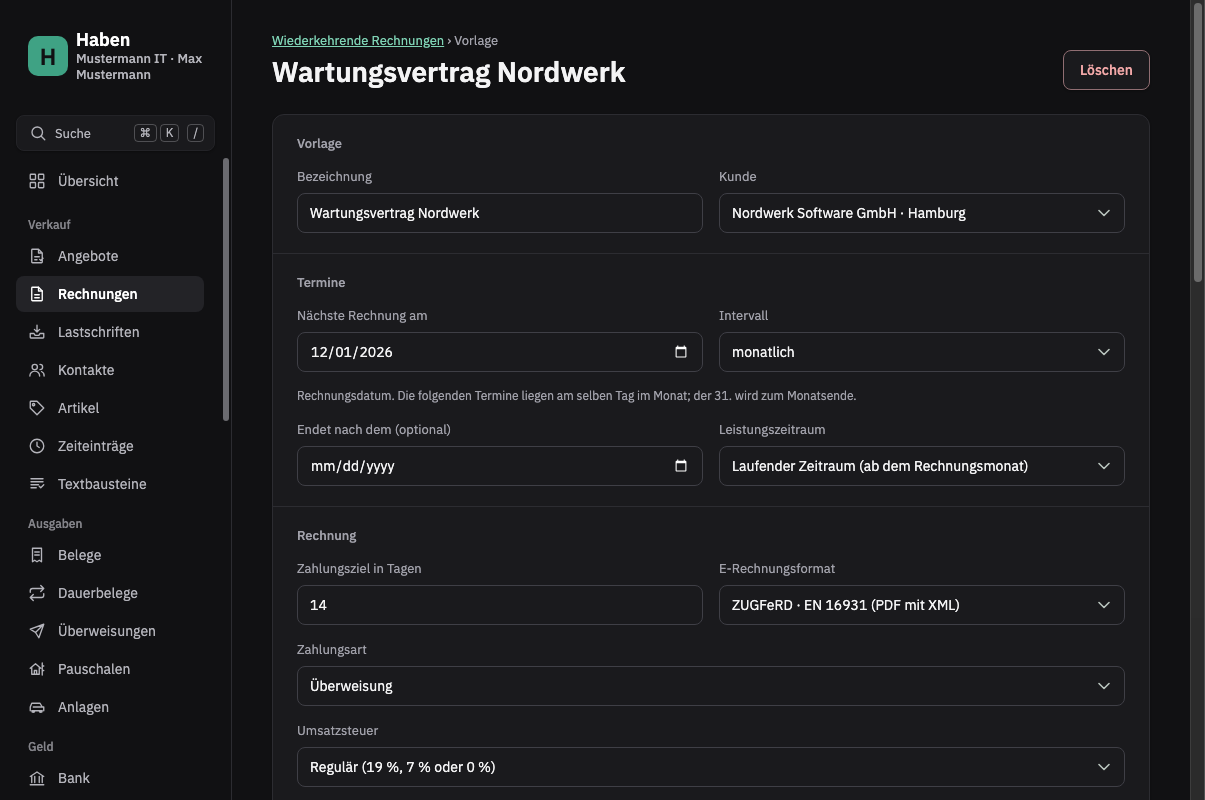 H
Haben
Mustermann IT · Max
Mustermann
Suche ⌘ K /
Übersicht
Verkauf
Angebote
Rechnungen
Lastschriften
Kontakte
Artikel
Zeiteinträge
Textbausteine
Ausgaben
Belege
Dauerbelege
Überweisungen
Pauschalen
Anlagen
Geld
Bank
Wiederkehrende Rechnungen › Vorlage
Wartungsvertrag Nordwerk
Löschen
Vorlage
Bezeichnung
Wartungsvertrag Nordwerk
Kunde
Nordwerk Software GmbH · Hamburg
Termine
Nächste Rechnung am
12/01/2026
Intervall
monatlich
Rechnungsdatum. Die folgenden Termine liegen am selben Tag im Monat; der 31. wird zum Monatsende.
Endet nach dem (optional)
mm/dd/yyyy
Leistungszeitraum
Laufender Zeitraum (ab dem Rechnungsmonat)
Rechnung
Zahlungsziel in Tagen
14
E-Rechnungsformat
ZUGFeRD · EN 16931 (PDF mit XML)
Zahlungsart
Überweisung
Umsatzsteuer
Regulär (19 %, 7 % oder 0 %)